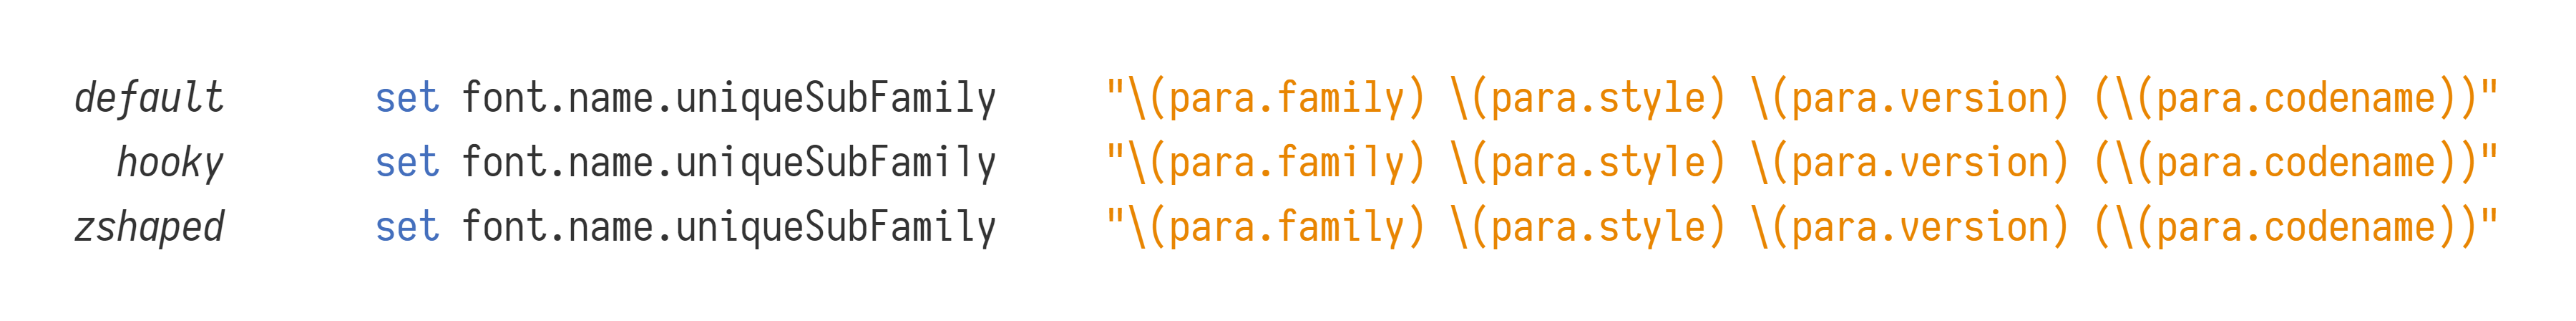 default set font.name.uniqueSubFamily "\(para.family) \(para.style) \(para.version) (\(para.codename))"
hooky set font.name.uniqueSubFamily "\(para.family) \(para.style) \(para.version) (\(para.codename))"
zshaped set font.name.uniqueSubFamily "\(para.family) \(para.style) \(para.version) (\(para.codename))"